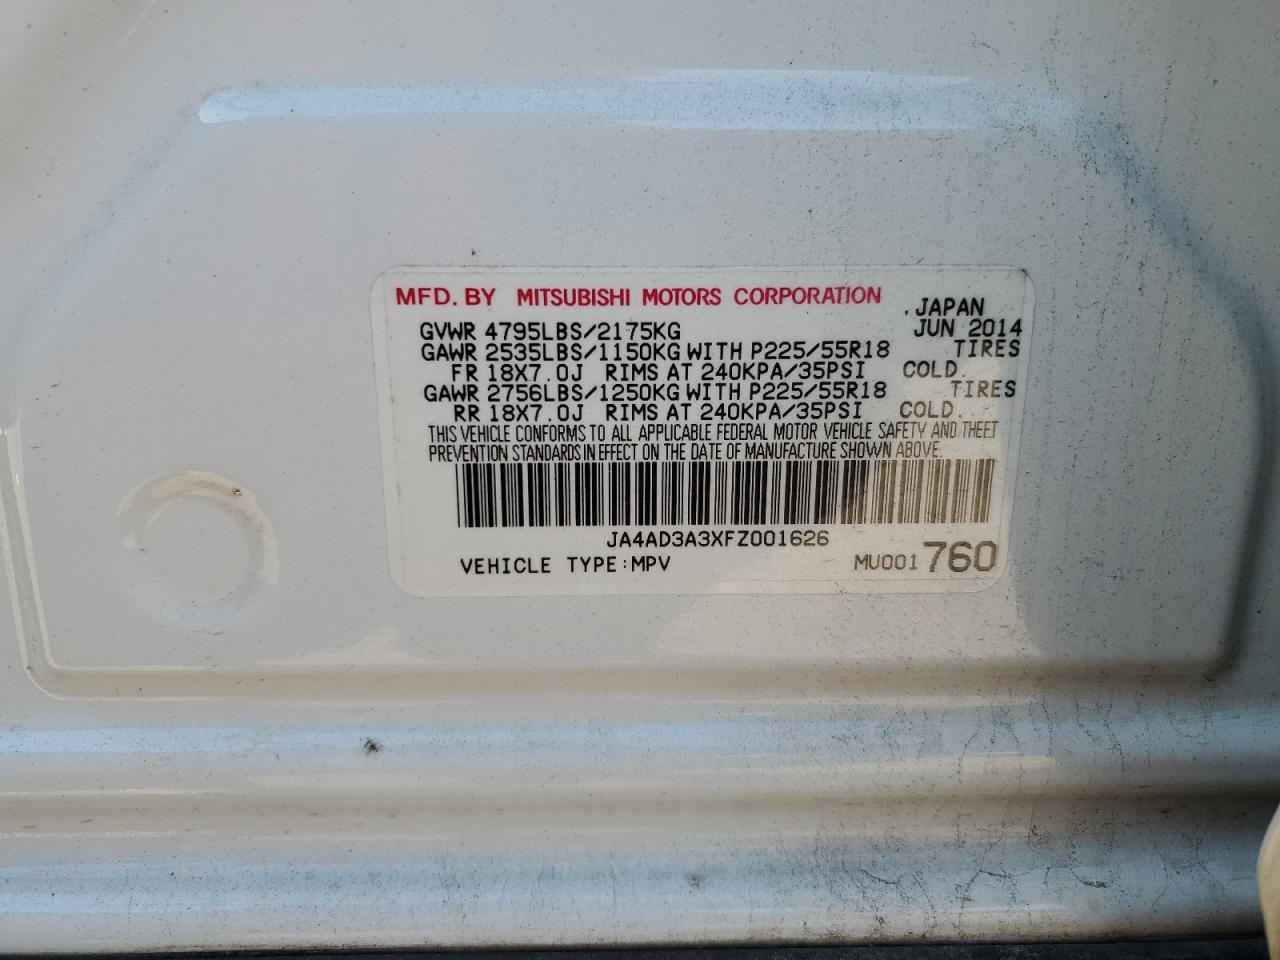 MFD. BY MITSUBISHI MOTORS CORPORATION .JAPAN
GVWR 4795LBS/2175KG JUN 2014
GAWR 2535LBS/1150KG WITH P225/55R18 TIRES
FR 18X7.0J RIMS AT 240KPA/35PSI COLD.
GAWR 2756LBS/1250KG WITH P225/55R18 TIRES
RR 18X7.0J RIMS AT 240KPA/35PSI COLD.
THIS VEHICLE CONFORMS TO ALL APPLICABLE FEDERAL MOTOR VEHICLE SAFETY AND THEFT
PREVENTION STANDARDS IN EFFECT ON THE DATE OF MANUFACTURE SHOWN ABOVE.
JA4AD3A3XFZ001626
VEHICLE TYPE:MPV MU001760